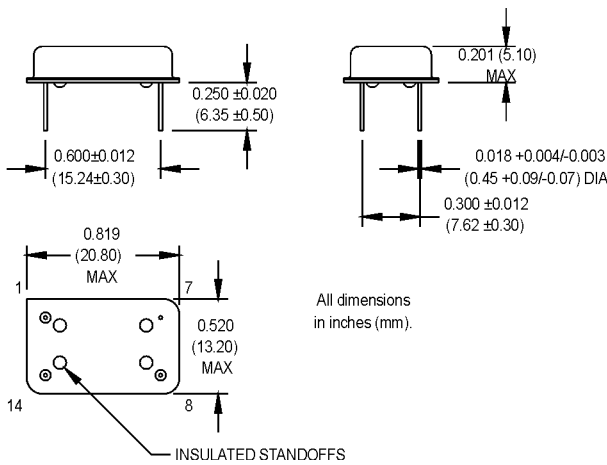 0.201 (5.10)
MAX
0.250 ±0.020
(6.35 ±0.50)
0.600±0.012
(15.24±0.30)
0.018 +0.004/-0.003
(0.45 +0.09/-0.07) DIA
0.300 ±0.012
(7.62 ±0.30)
0.819
(20.80)
MAX
1
7
0.520
(13.20)
MAX
All dimensions
in inches (mm).
14
8
INSULATED STANDOFFS